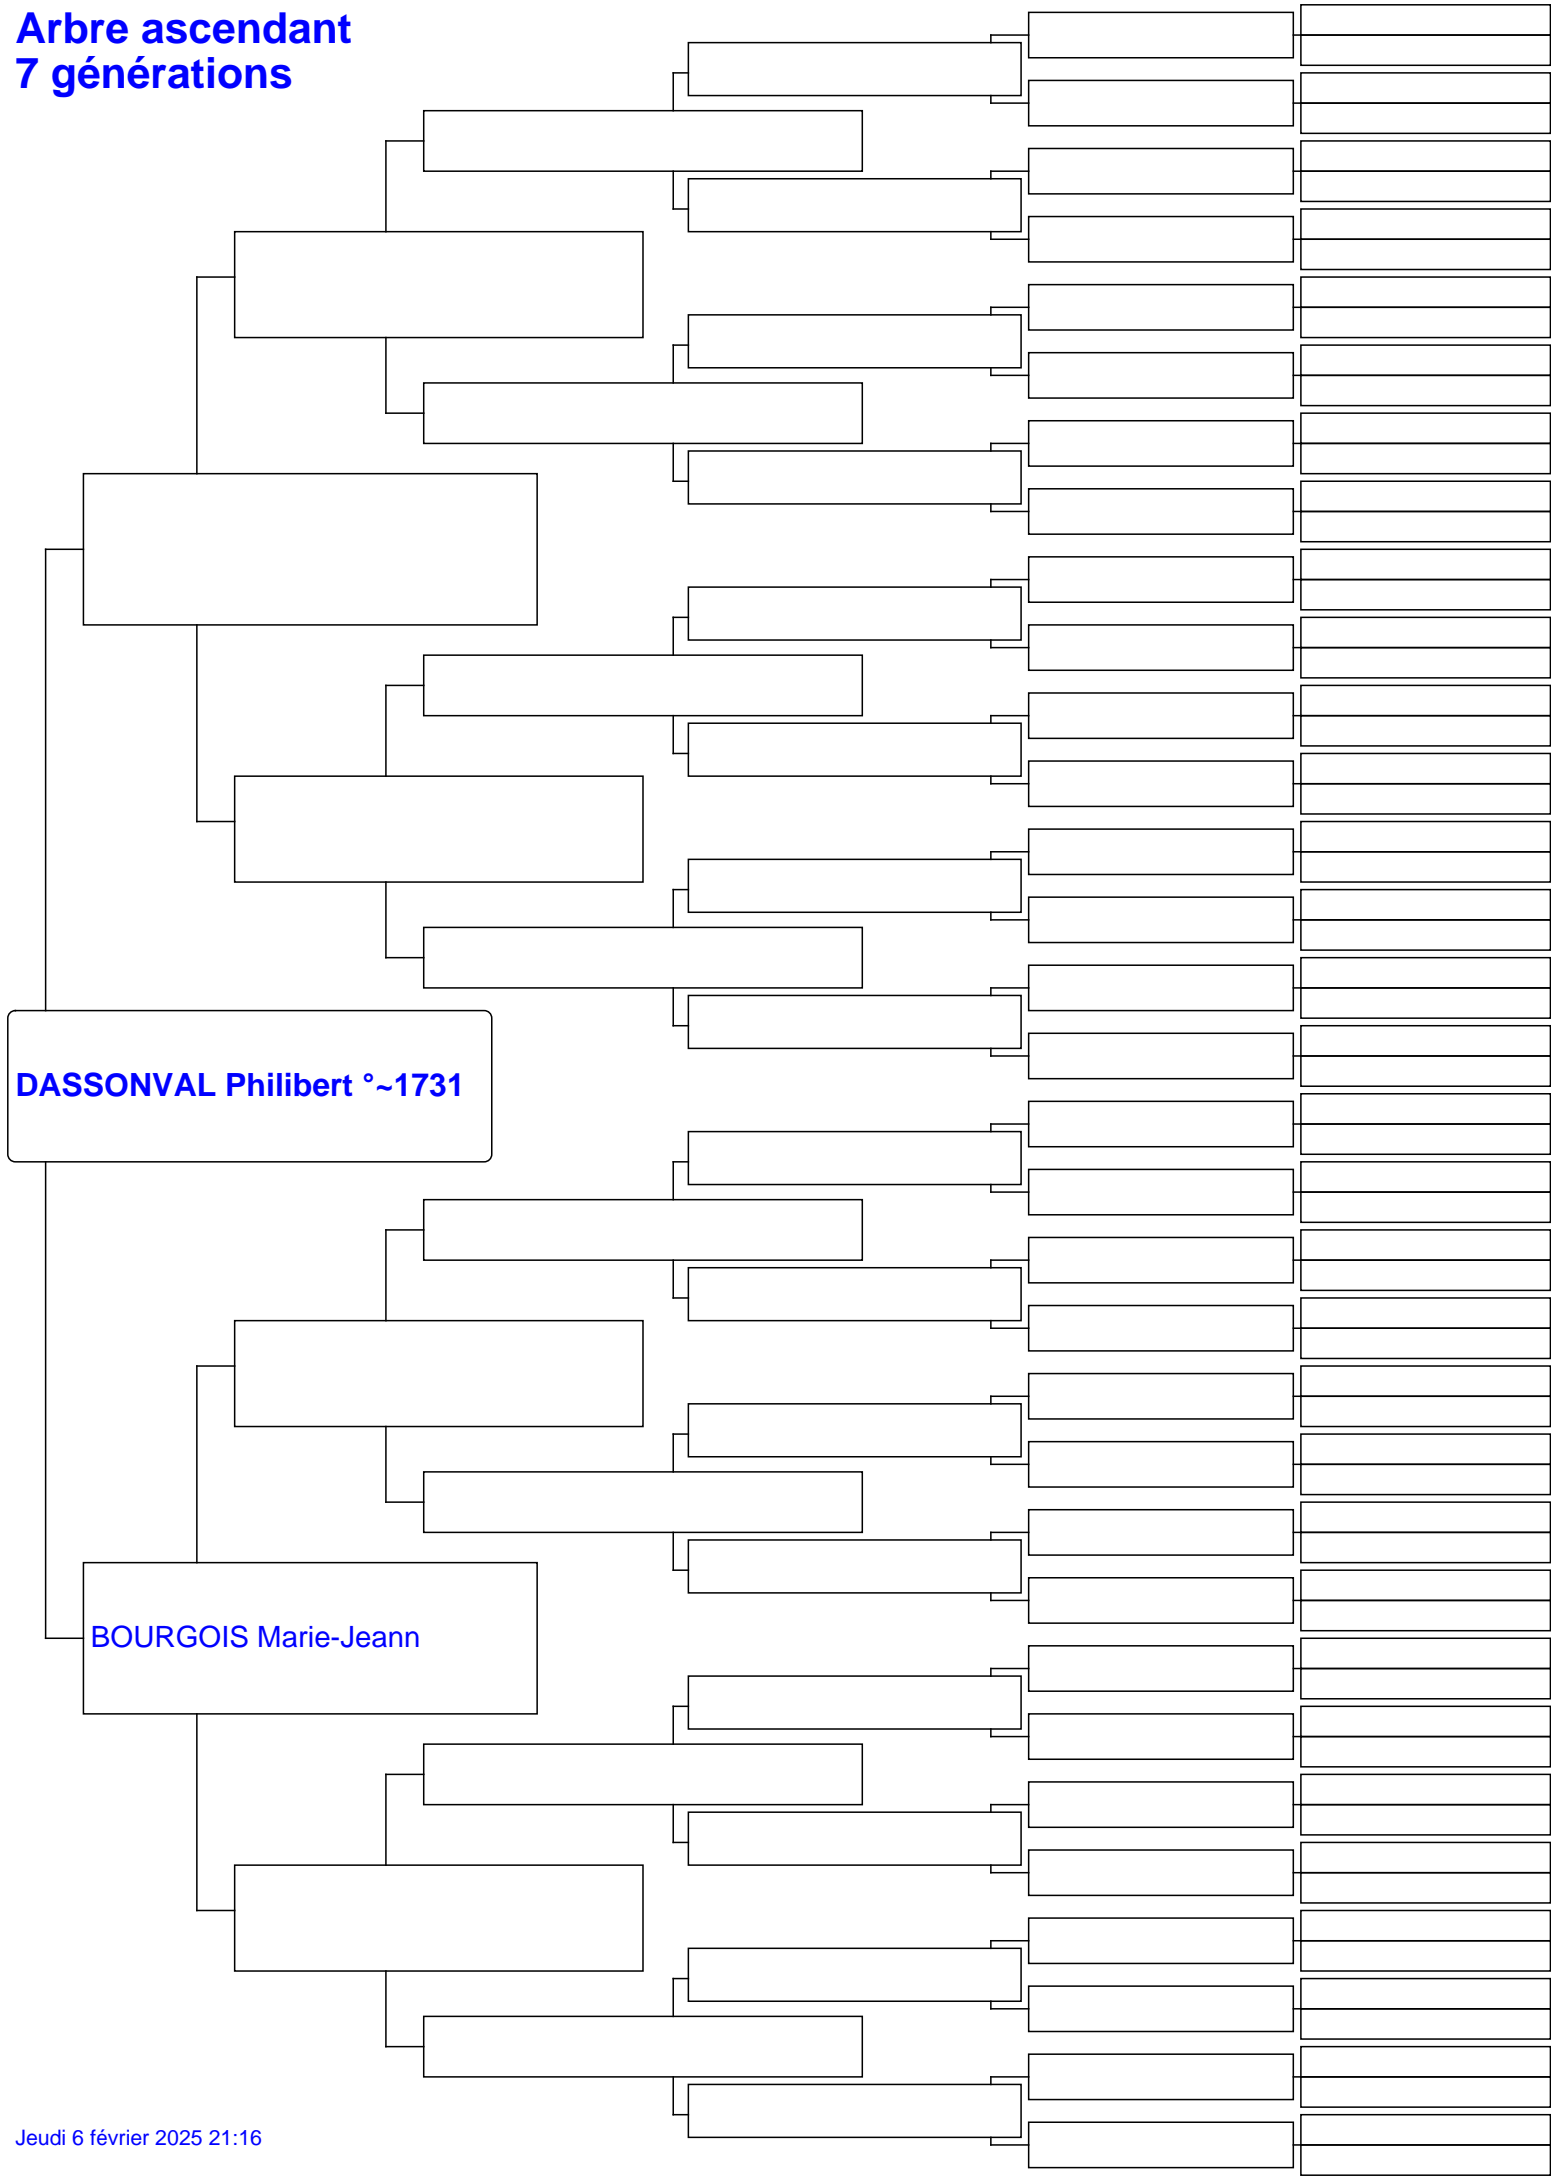 Arbre ascendant
7 générations
DASSONVAL Philibert °~1731
BOURGOIS Marie-Jeann
Jeudi 6 février 2025 21:16